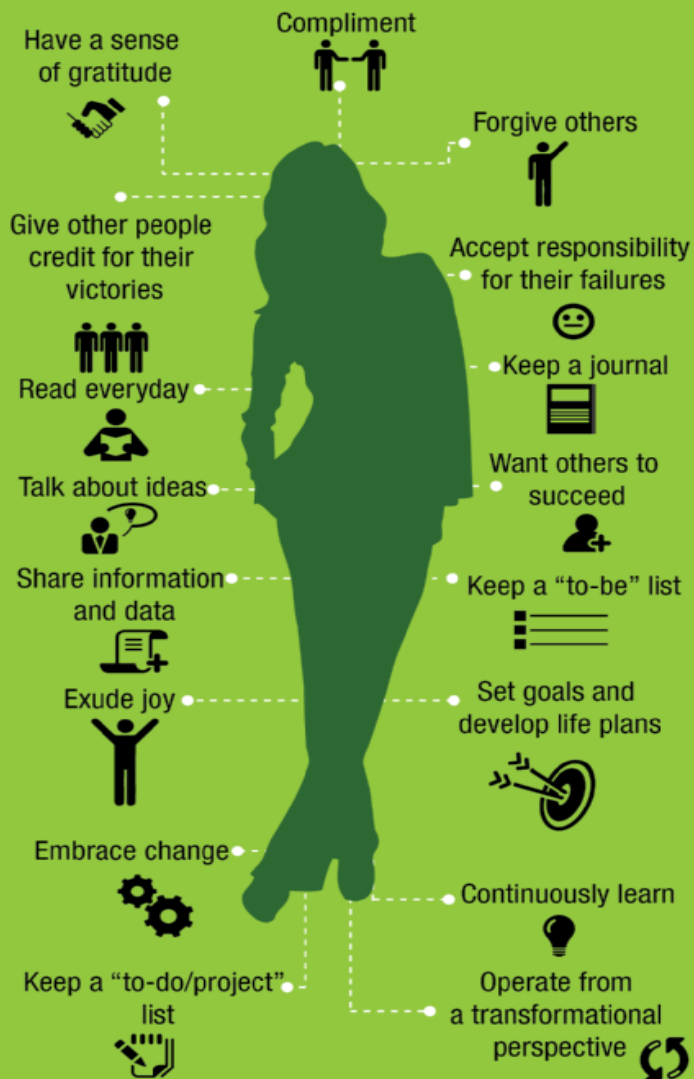 Have a sense
of gratitude
Compliment
Forgive others
Give other people
credit for their
victories
Accept responsibility
for their failures
Read everyday
Keep a journal
Talk about ideas
Want others to
succeed
Share information
and data
Keep a “to-be” list
Exude joy
Set goals and
develop life plans
Embrace change
Continuously learn
Keep a “to-do/project”
list
Operate from
a transformational
perspective